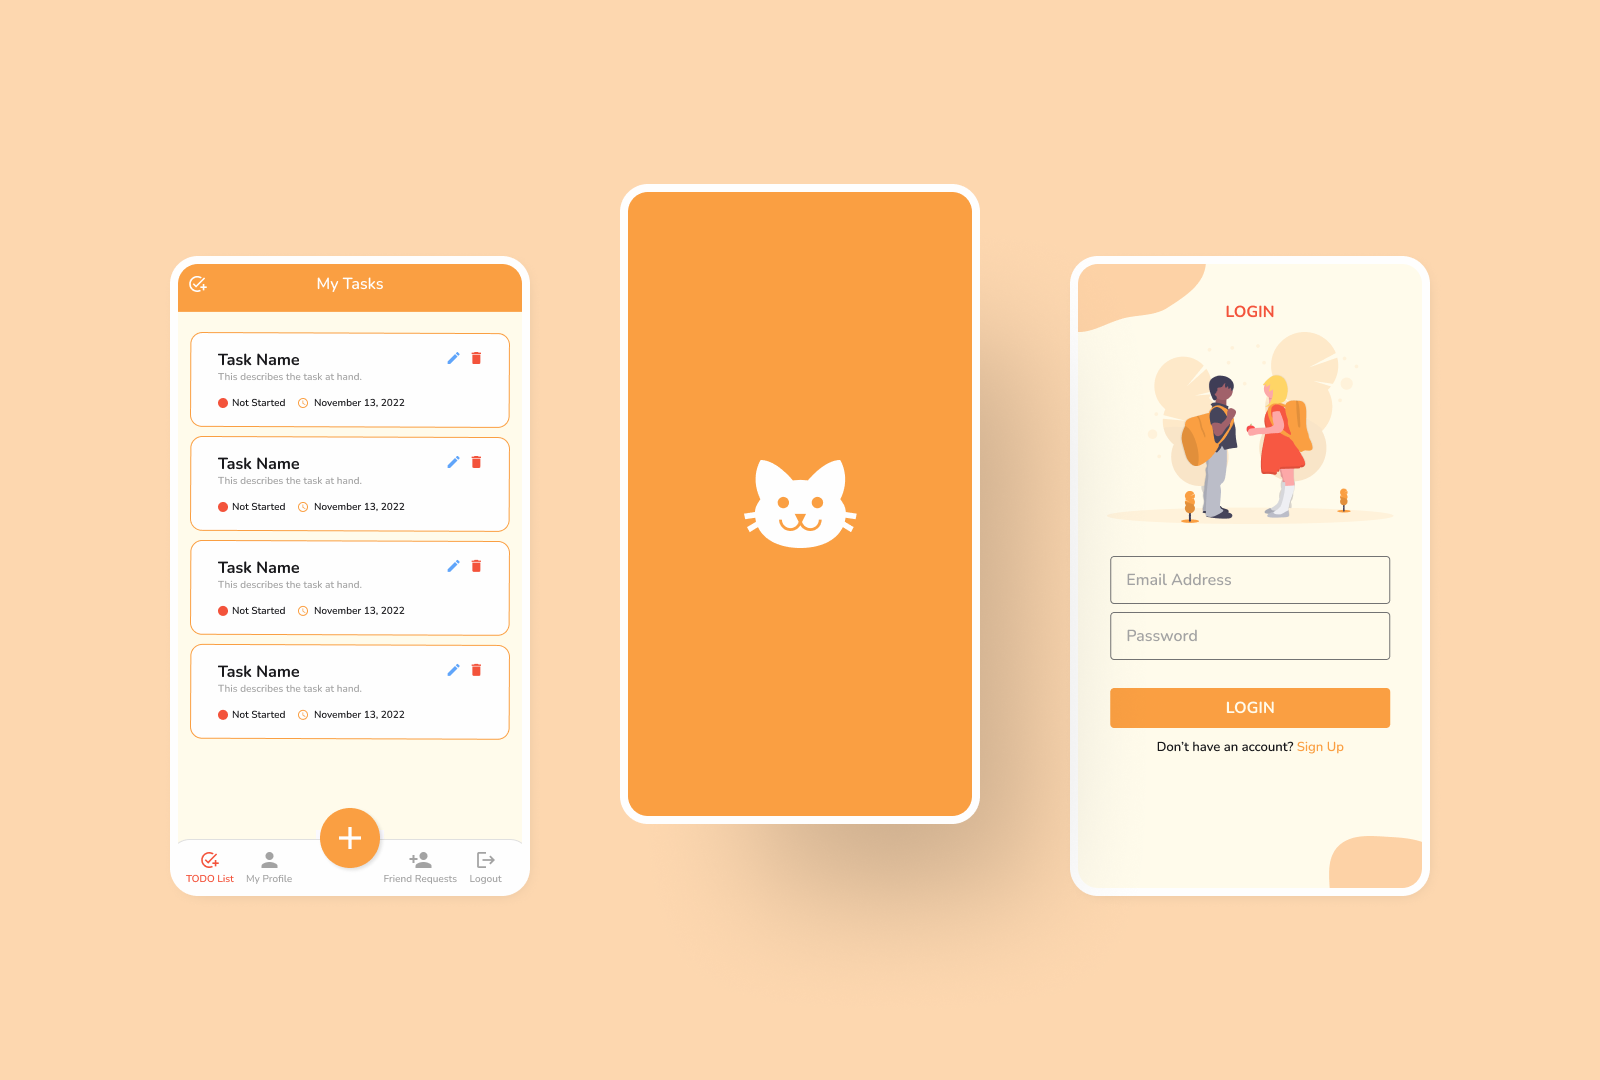 My Tasks
Task Name
This describes the task at hand.
Not Started November 13, 2022
Task Name
This describes the task at hand.
Not Started November 13, 2022
Task Name
This describes the task at hand.
Not Started November 13, 2022
Task Name
This describes the task at hand.
Not Started November 13, 2022
TODO List My Profile Friend Requests Logout
LOGIN
Email Address
Password
LOGIN
Don't have an account? Sign Up